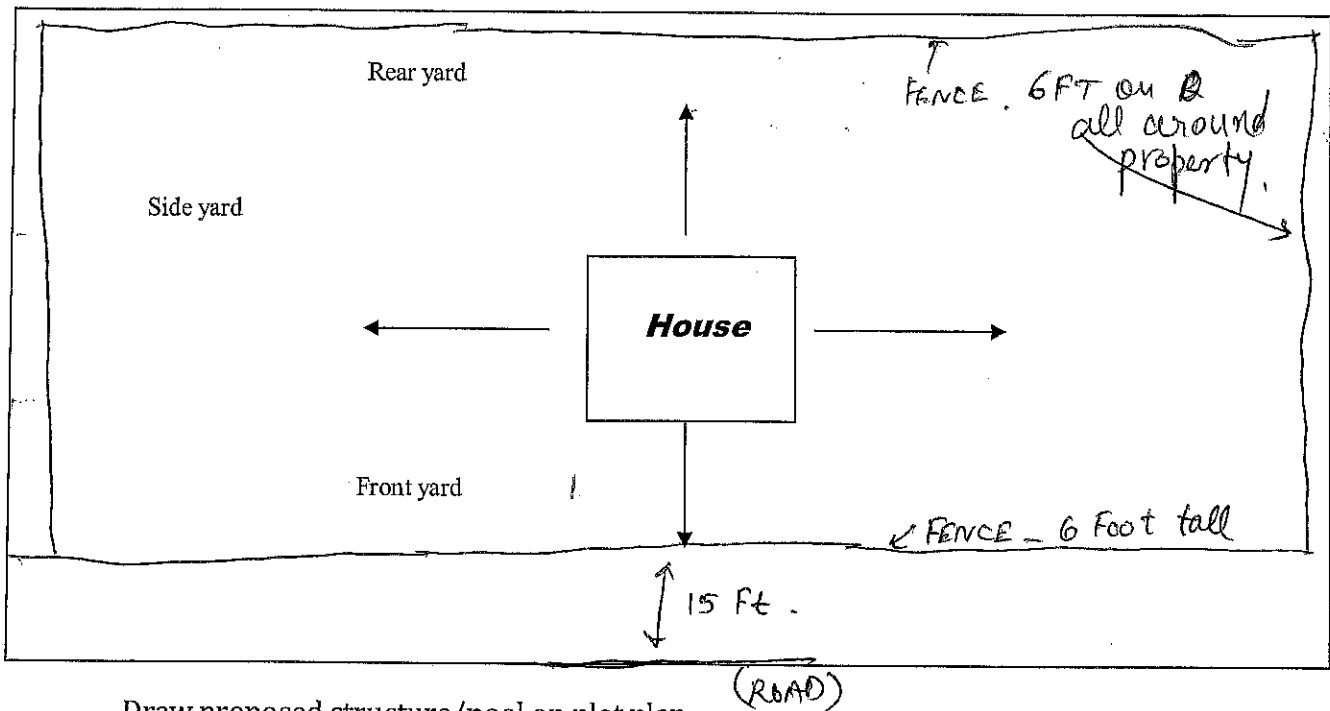 Rear yard
FENCE. 6FT on
all around
property.
Side yard
House
Front yard
FENCE - 6 Foot tall
15 Ft.
(ROAD)
Draw proposed structure/pool on plot plan